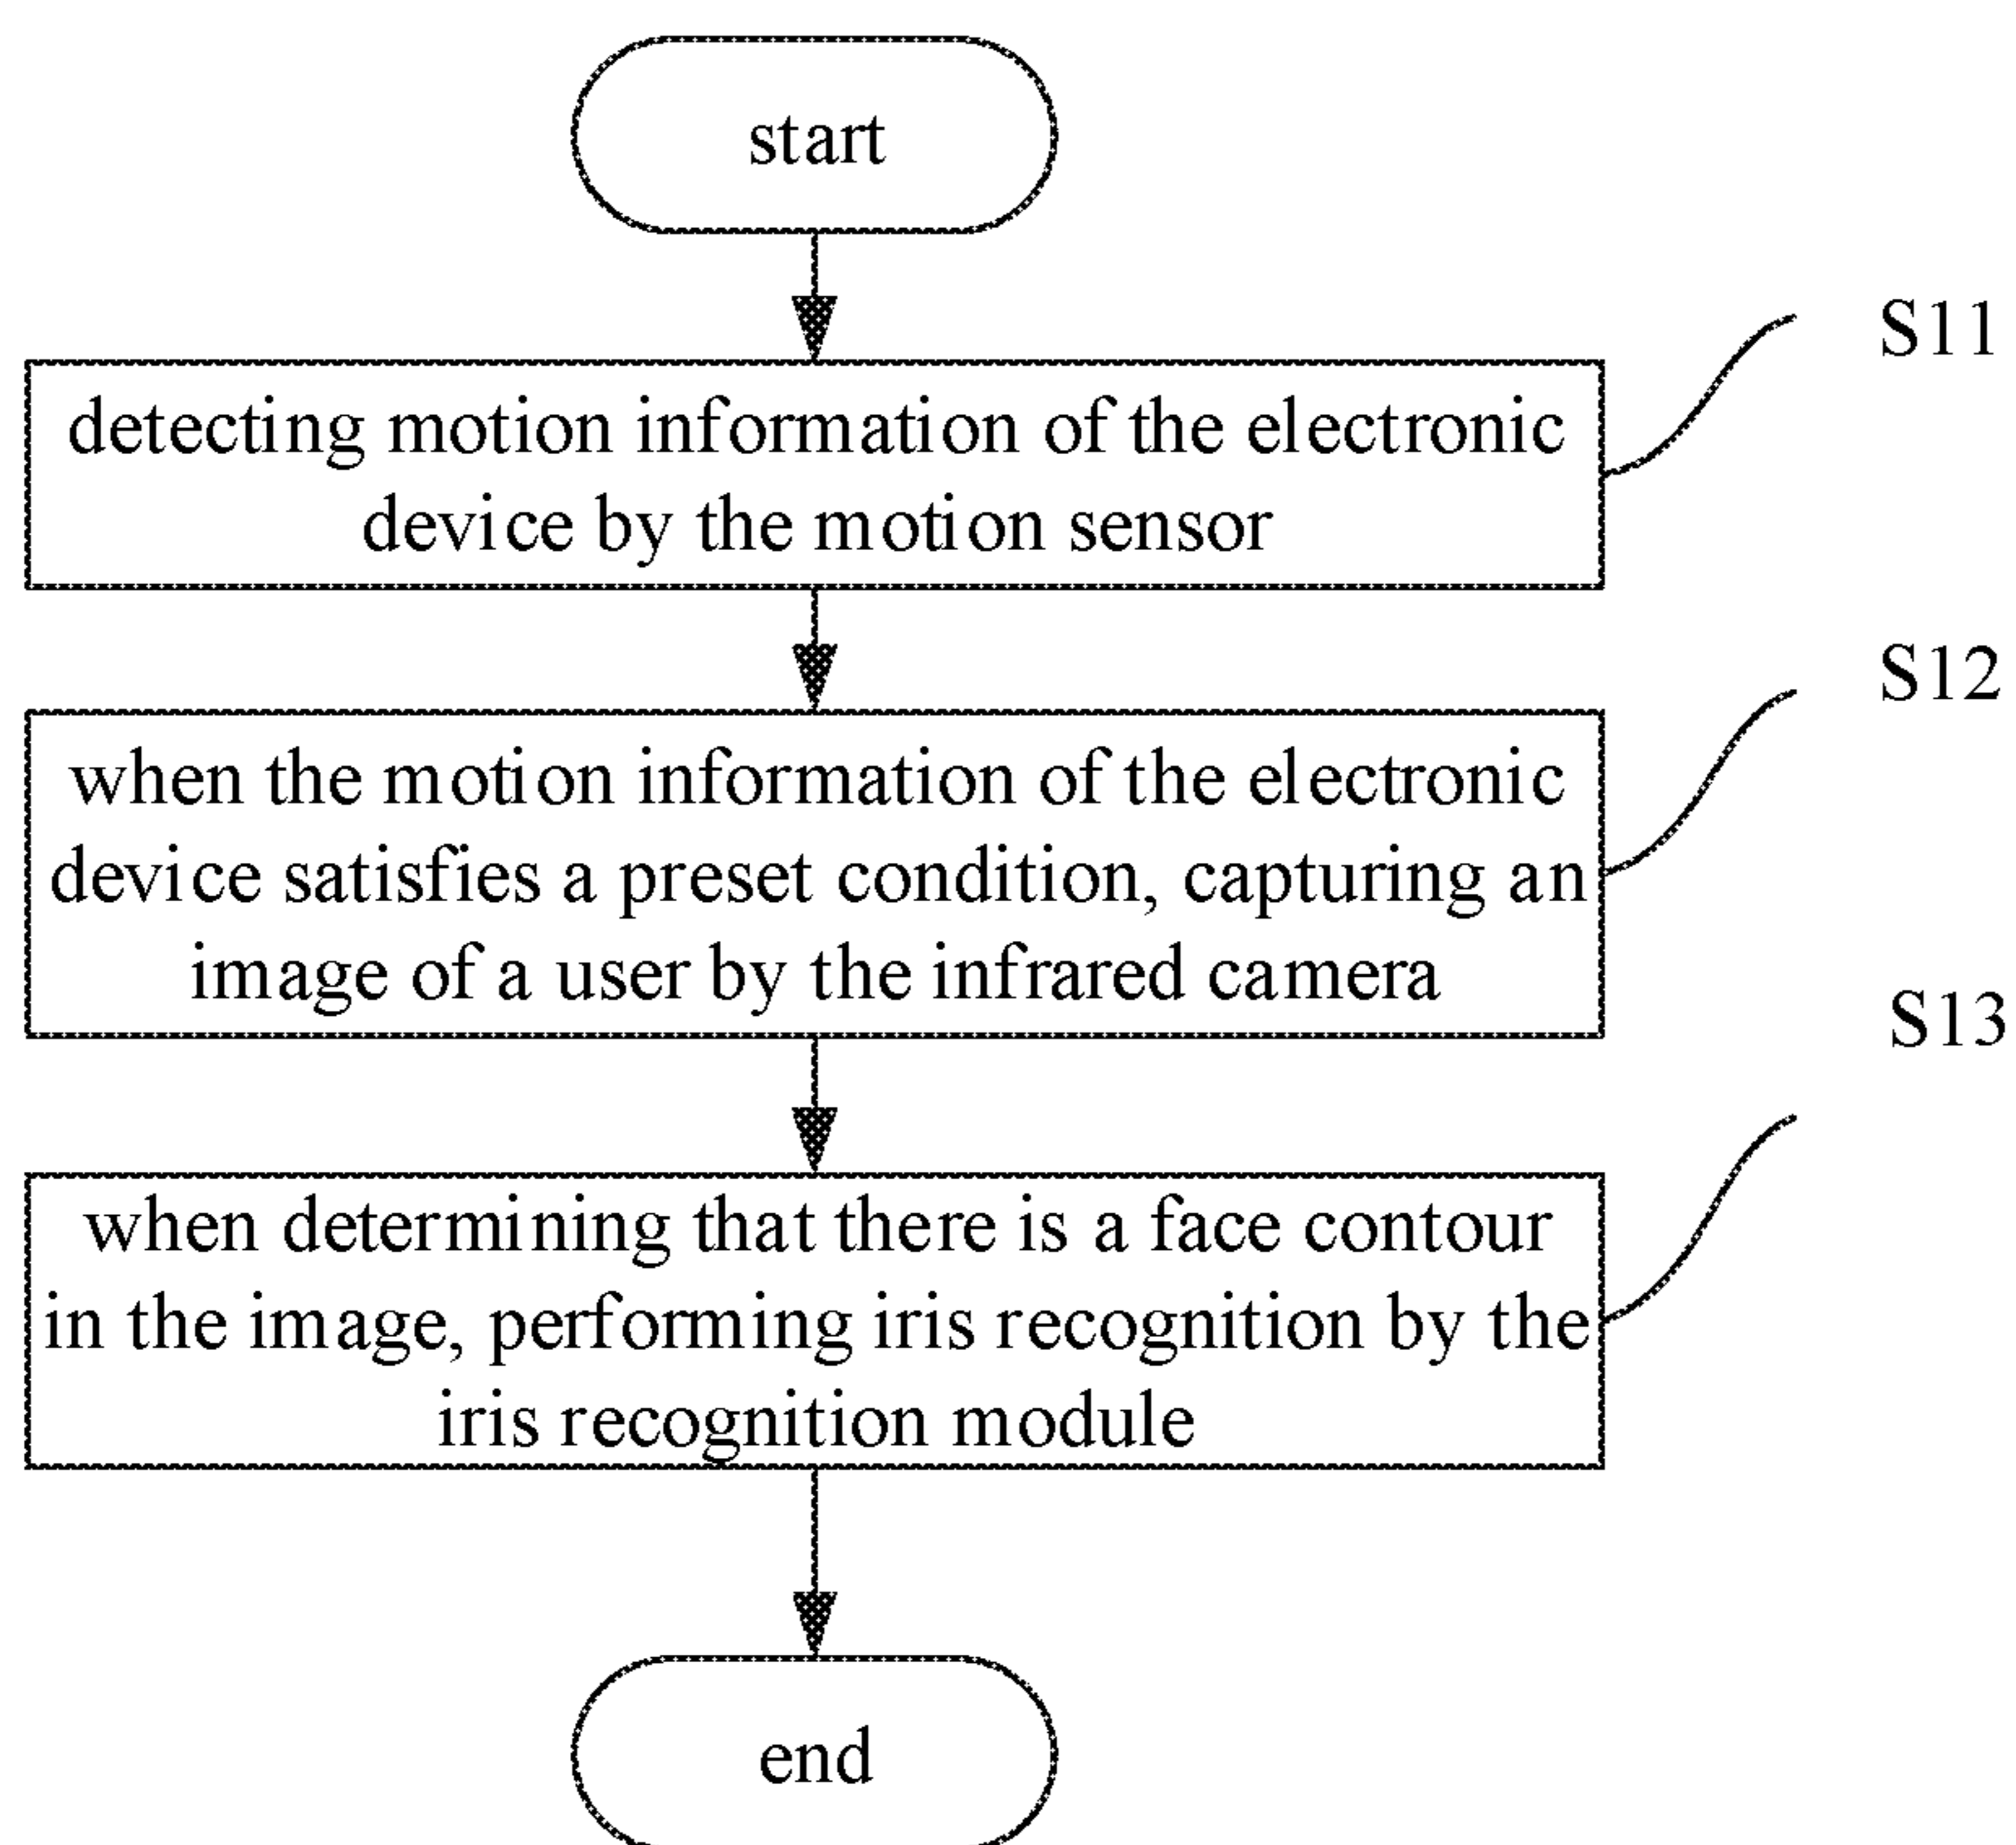 start
S11
detecting motion information of the electronic
device by the motion sensor
S12
when the motion information of the electronic
device satisfies a preset condition, capturing an
image of a user by the infrared camera
S13
when determining that there is a face contour
in the image, performing iris recognition by the
iris recognition module
end